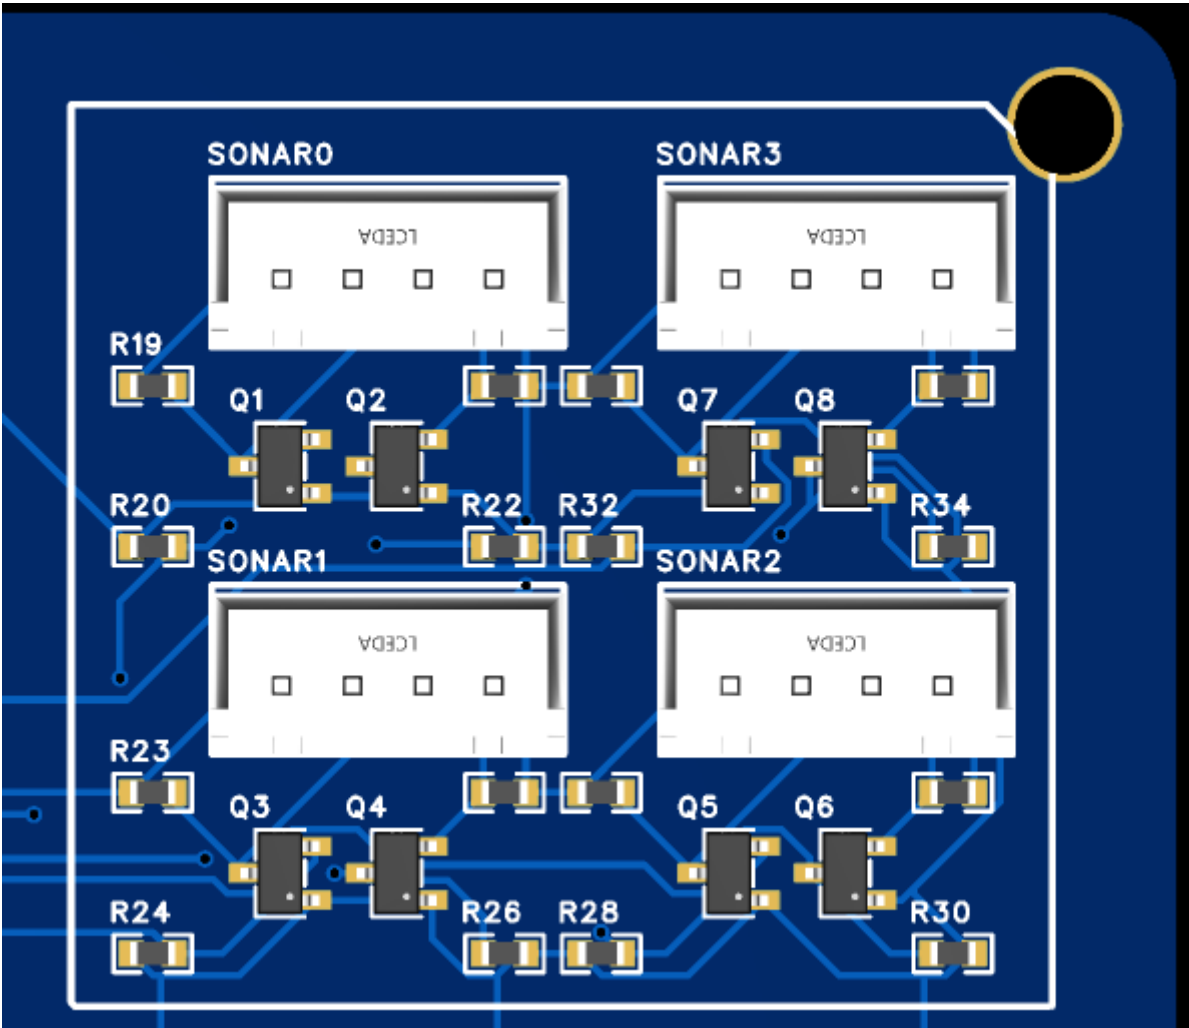 SONAR0 SONAR3
LCEDA LCEDA
R19
Q1 Q2 Q7 Q8
R20 R22 R32 R34
SONAR1 SONAR2
LCEDA LCEDA
R23
Q3 Q4 Q5 Q6
R24 R26 R28 R30